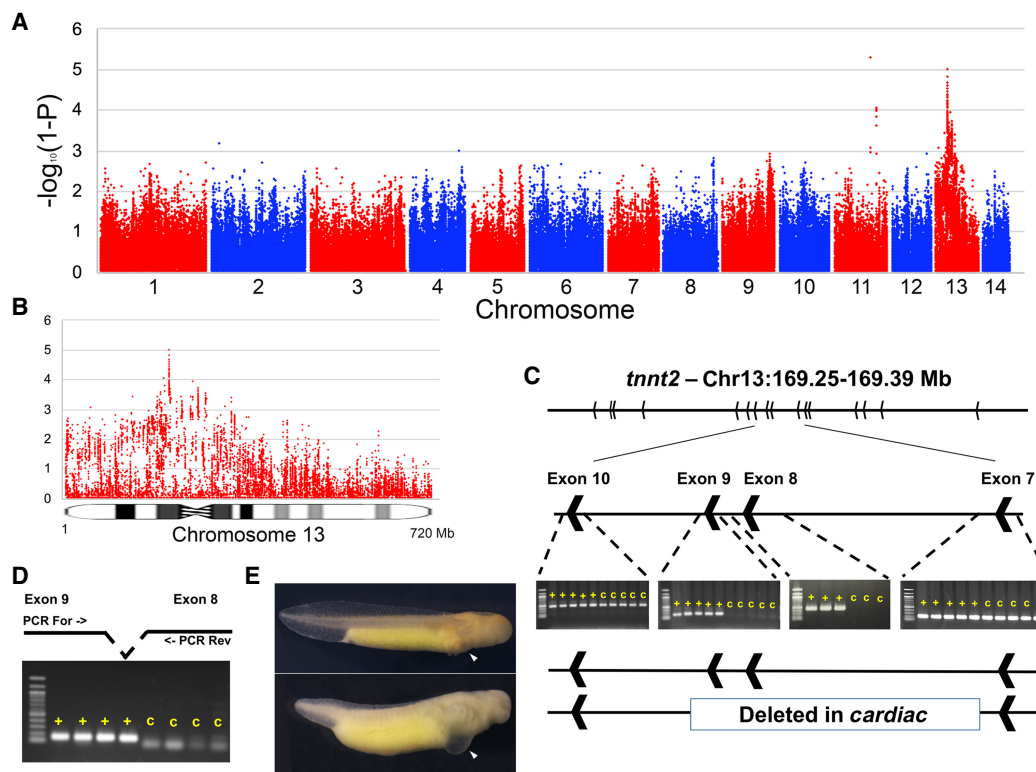 A
6
5
4
3
2
1
0
-log₁₀(1-P)
1 2 3 4 5 6 7 8 9 10 11 12 13 14
Chromosome
B
6
5
4
3
2
1
0
1
720 Mb
Chromosome 13
C
tnnt2 – Chr13:169.25-169.39 Mb
Exon 10 Exon 9 Exon 8 Exon 7
+ + + + + C C C C C
+ + + + + C C C C C
+ + + C C C
+ + + + + C C C C C
Deleted in cardiac
D
Exon 9 Exon 8
PCR For ->
<- PCR Rev
+ + + + C C C C
E